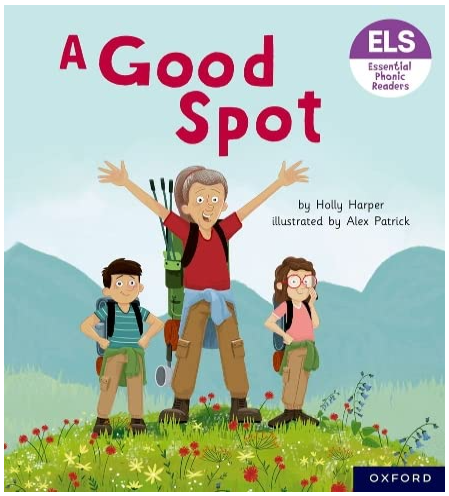 A Good
Spot
ELS
Essential
Phonic
Readers
by Holly Harper
illustrated by Alex Patrick
OXFORD